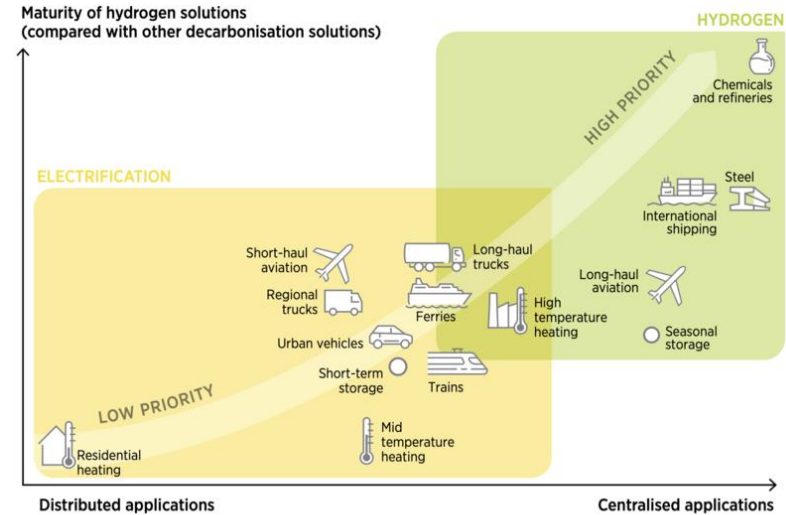 Maturity of hydrogen solutions
(compared with other decarbonisation solutions)
HYDROGEN
HIGH PRIORITY
Chemicals
and refineries
ELECTRIFICATION
Steel
International
shipping
Short-haul
aviation
Long-haul
trucks
Long-haul
aviation
Regional
trucks
Ferries
High
temperature
heating
Urban vehicles
Seasonal
storage
Short-term
storage
Trains
LOW PRIORITY
Mid
temperature
heating
Residential
heating
Distributed applications
Centralised applications